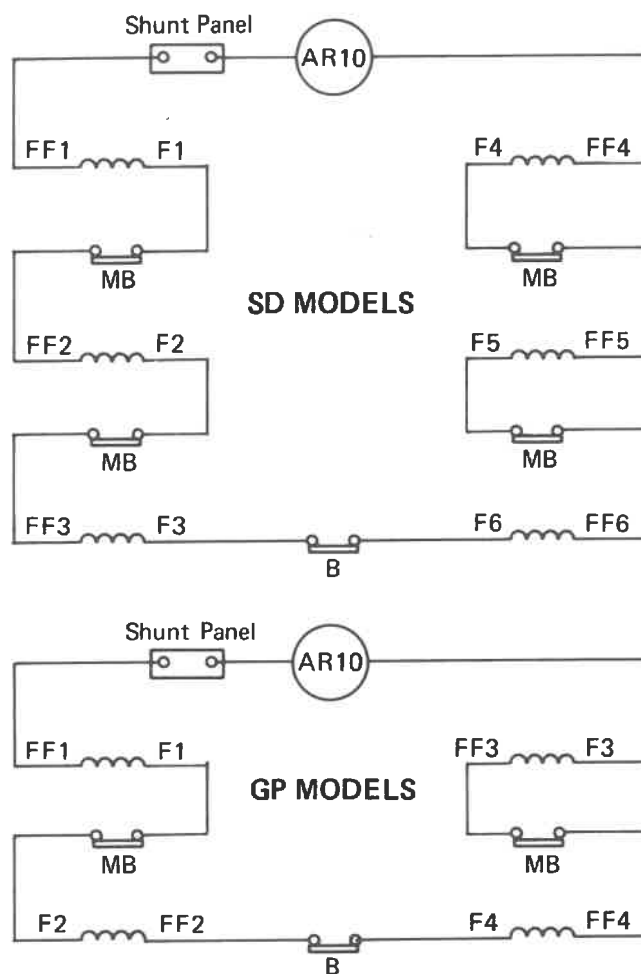 Shunt Panel
AR10
FF1 F1 F4 FF4
MB MB
SD MODELS
FF2 F2 F5 FF5
MB MB
FF3 F3 F6 FF6
B
Shunt Panel
AR10
FF1 F1 FF3 F3
GP MODELS
MB MB
F2 FF2 F4 FF4
B